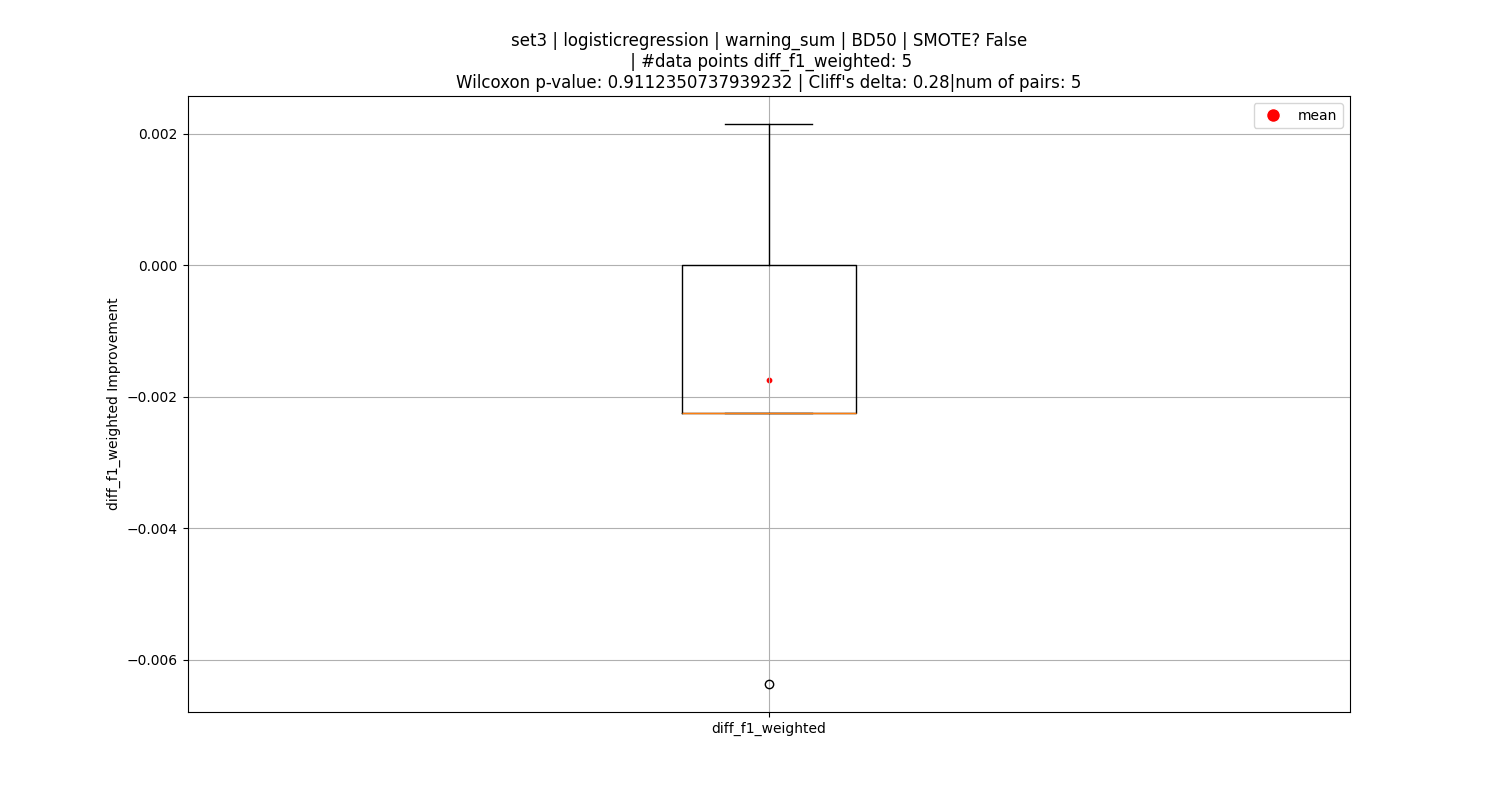 set3 | logisticregression | warning_sum | BD50 | SMOTE? False
| #data points diff_f1_weighted: 5
Wilcoxon p-value: 0.9112350737939232 | Cliff's delta: 0.28|num of pairs: 5
mean
0.002
0.000
−0.002
−0.004
−0.006
diff_f1_weighted Improvement
diff_f1_weighted